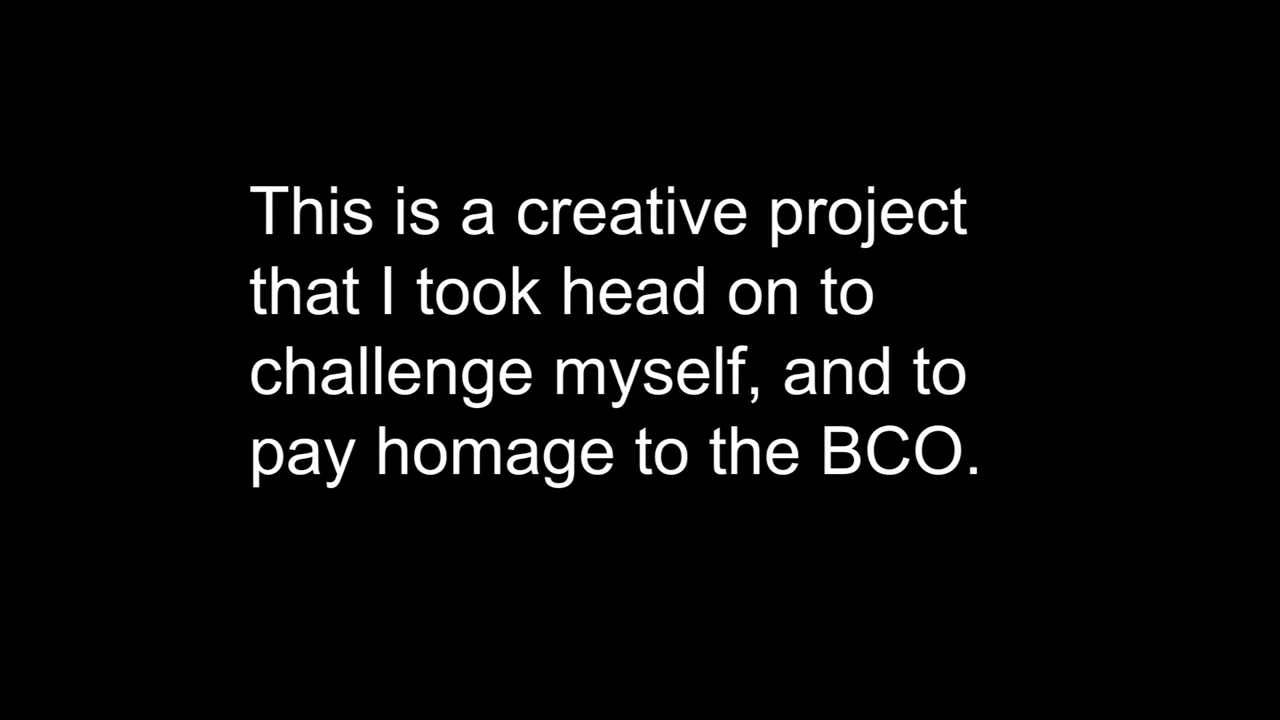 This is a creative project
that I took head on to
challenge myself, and to
pay homage to the BCO.